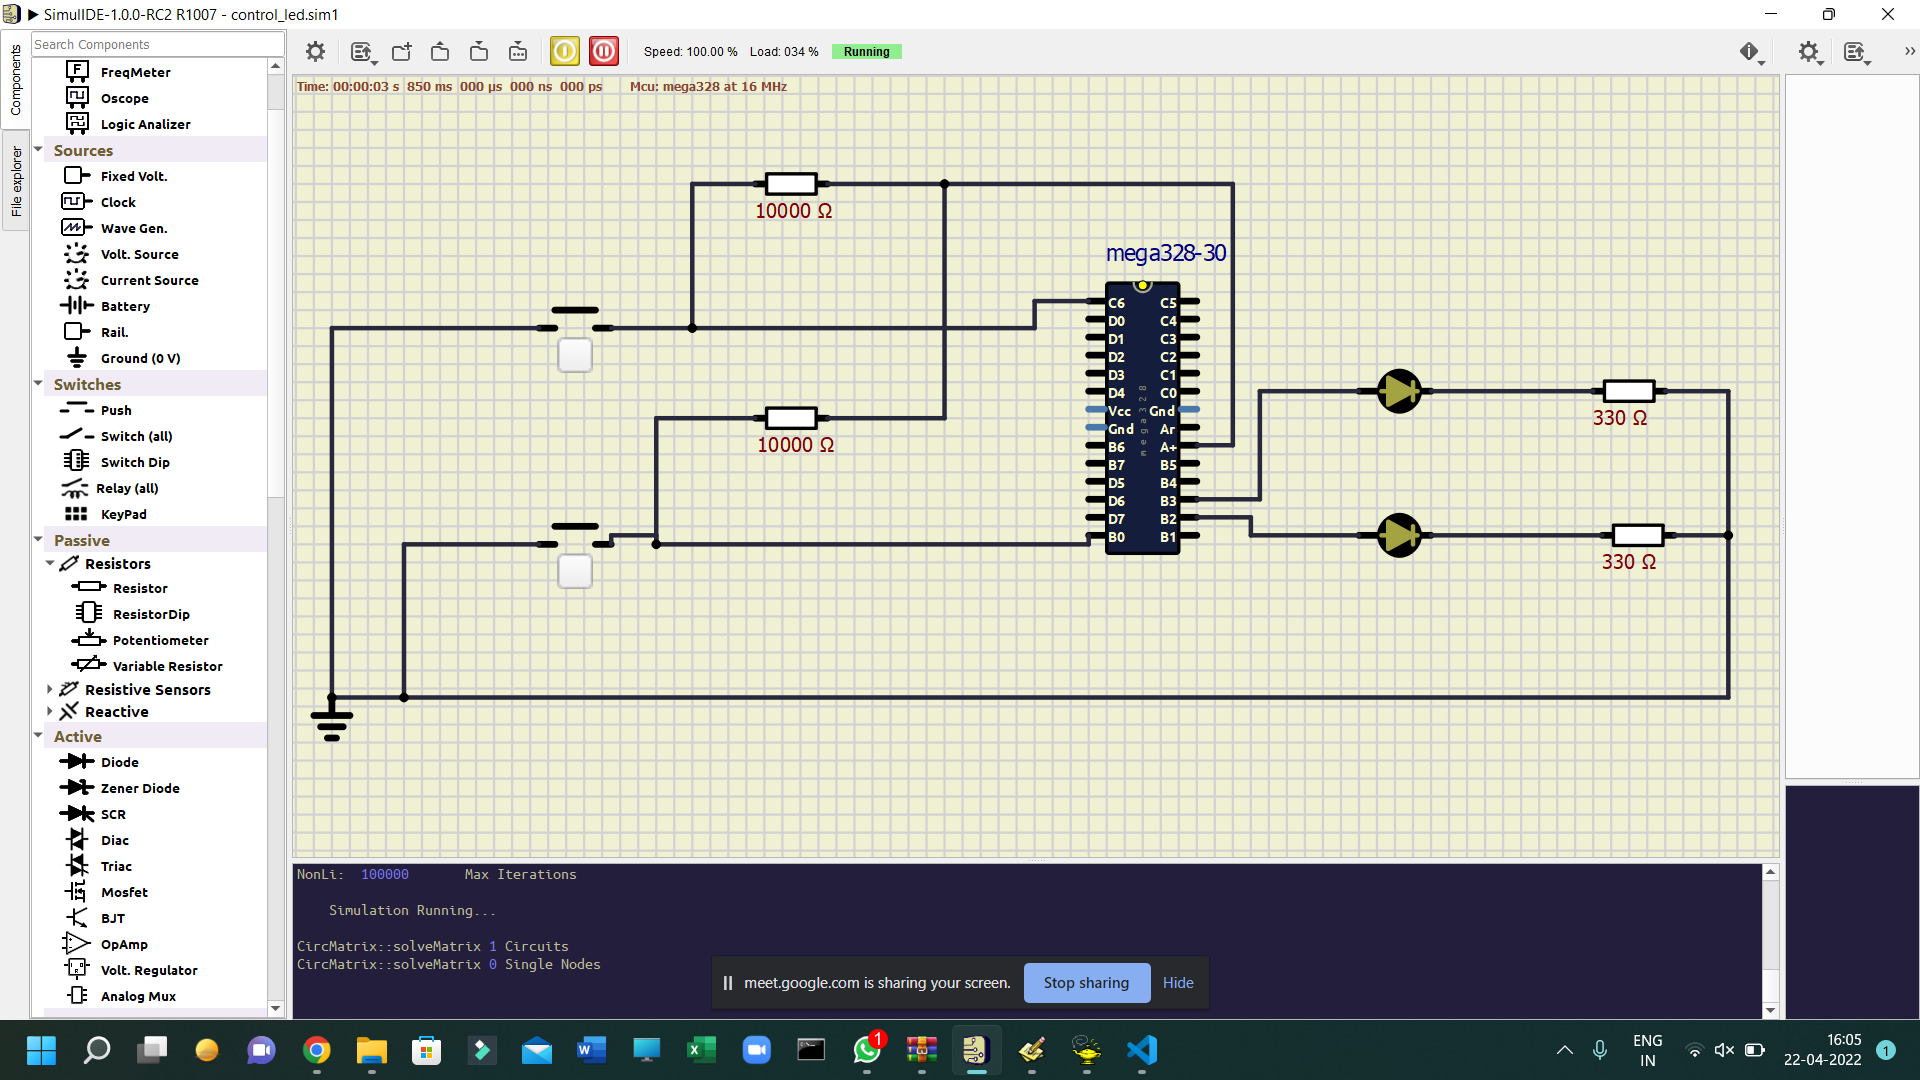 SimulIDE-1.0.0-RC2 R1007 - control_led.sim1
Components
File explorer
Search Components
FreqMeter
Oscope
Logic Analizer
Sources
Fixed Volt.
Clock
Wave Gen.
Volt. Source
Current Source
Battery
Rail.
Ground (0 V)
Switches
Push
Switch (all)
Switch Dip
Relay (all)
KeyPad
Passive
Resistors
Resistor
ResistorDip
Potentiometer
Variable Resistor
Resistive Sensors
Reactive
Active
Diode
Zener Diode
SCR
Diac
Triac
Mosfet
BJT
OpAmp
Volt. Regulator
Analog Mux
Speed: 100.00 % Load: 034 % Running
Time: 00:00:03 s 850 ms 000 µs 000 ns 000 ps Mcu: mega328 at 16 MHz
10000 Ω
mega328-30
C6 C5
D0 C4
D1 C3
D2 C2
D3 C1
D4 C0
Vcc Gnd
Gnd Ar
B6 A+
B7 B5
D5 B4
D6 B3
D7 B2
B0 B1
mega328
10000 Ω
330 Ω
330 Ω
NonLi: 100000 Max Iterations
Simulation Running...
CircMatrix::solveMatrix 1 Circuits
CircMatrix::solveMatrix 0 Single Nodes
meet.google.com is sharing your screen. Stop sharing Hide
1
ENG
IN
16:05
22-04-2022
1